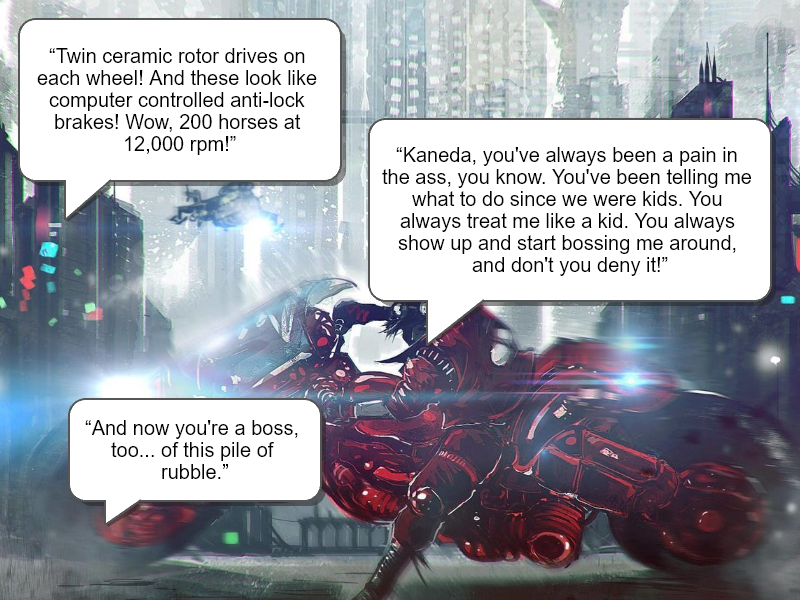 “Twin ceramic rotor drives on
each wheel! And these look like
computer controlled anti-lock
brakes! Wow, 200 horses at
12,000 rpm!”
“Kaneda, you've always been a pain in
the ass, you know. You've been telling me
what to do since we were kids. You
always treat me like a kid. You always
show up and start bossing me around,
and don't you deny it!”
“And now you're a boss,
too... of this pile of
rubble.”